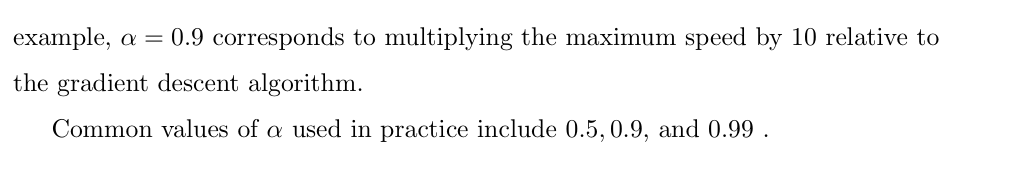 example, α = 0.9 corresponds to multiplying the maximum speed by 10 relative to
the gradient descent algorithm.
Common values of α used in practice include 0.5, 0.9, and 0.99 .